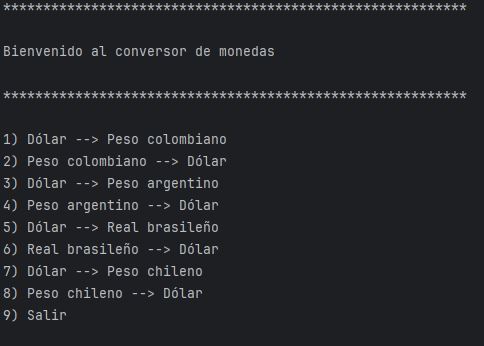 **********************************************************
Bienvenido al conversor de monedas
**********************************************************
1) Dólar --> Peso colombiano
2) Peso colombiano --> Dólar
3) Dólar --> Peso argentino
4) Peso argentino --> Dólar
5) Dólar --> Real brasileño
6) Real brasileño --> Dólar
7) Dólar --> Peso chileno
8) Peso chileno --> Dólar
9) Salir